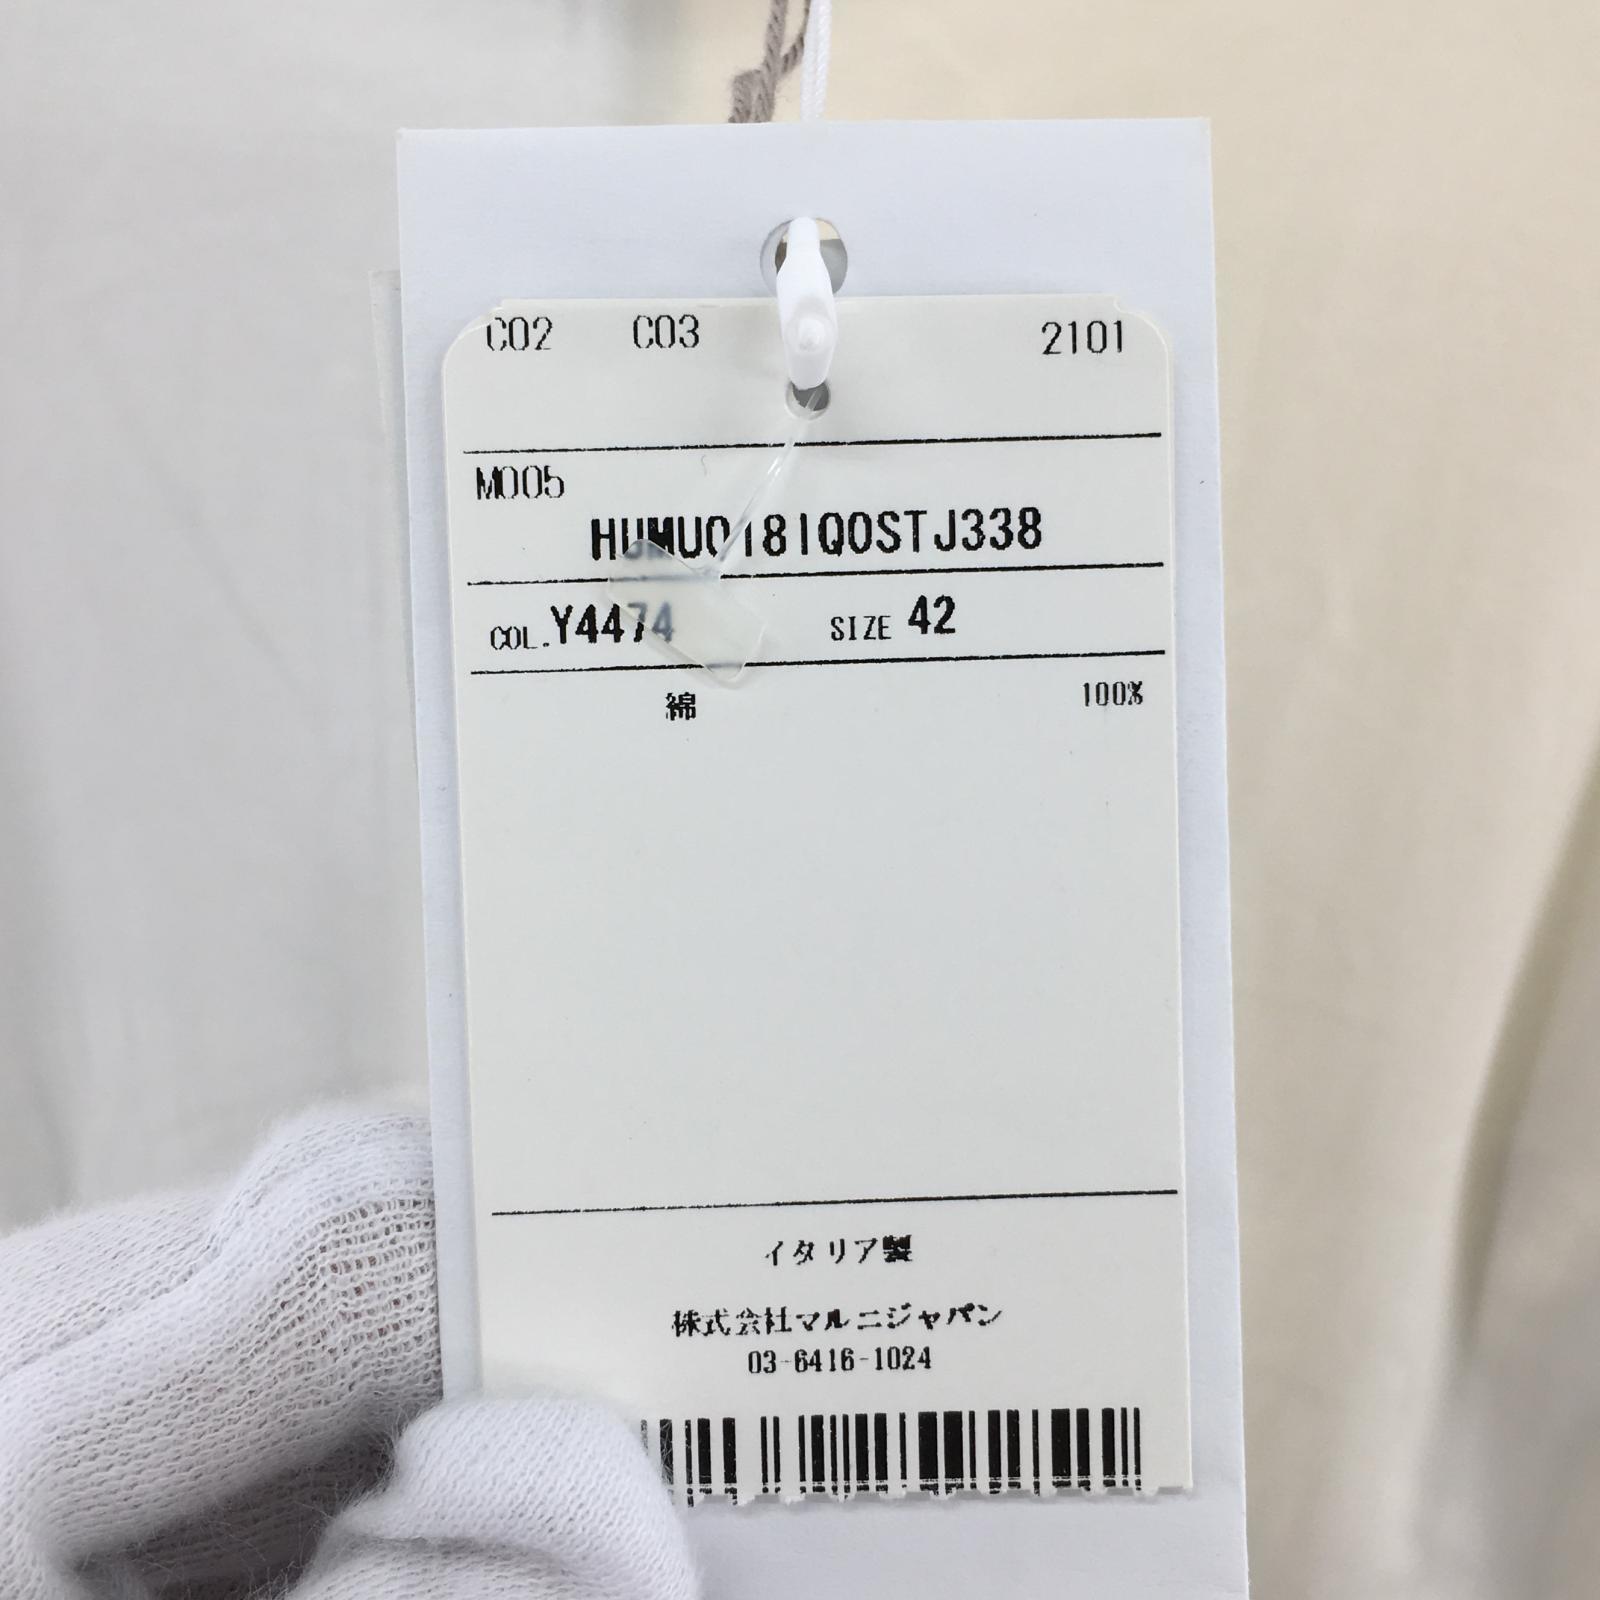 C02 C03 2101
M005
HUMU0181Q0STJ338
COL.Y4474 SIZE 42
綿 100%
イタリア製
株式会社マルニジャパン
03-6416-1024